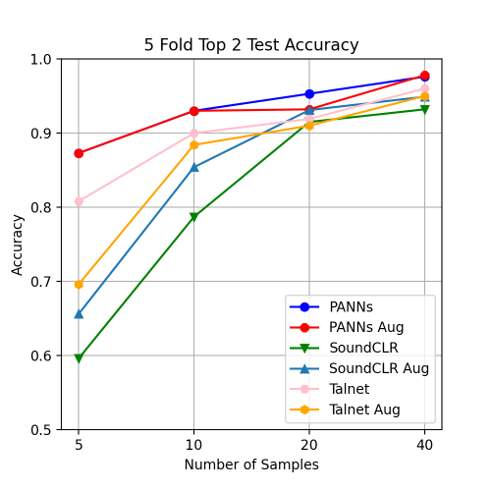 5 Fold Top 2 Test Accuracy
1.0
0.9
0.8
0.7
0.6
0.5
Accuracy
PANNs
PANNs Aug
SoundCLR
SoundCLR Aug
Talnet
Talnet Aug
5
10
20
40
Number of Samples